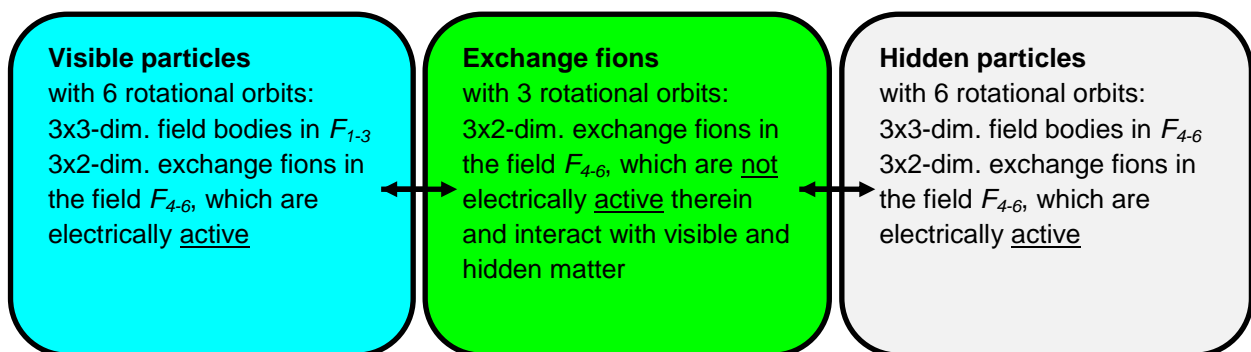 Visible particles
with 6 rotational orbits:
3x3-dim. field bodies in F1-3
3x2-dim. exchange fions in
the field F4-6, which are
electrically active
Exchange fions
with 3 rotational orbits:
3x2-dim. exchange fions in
the field F4-6, which are not
electrically active therein
and interact with visible and
hidden matter
Hidden particles
with 6 rotational orbits:
3x3-dim. field bodies in F4-6
3x2-dim. exchange fions in
the field F4-6, which are
electrically active